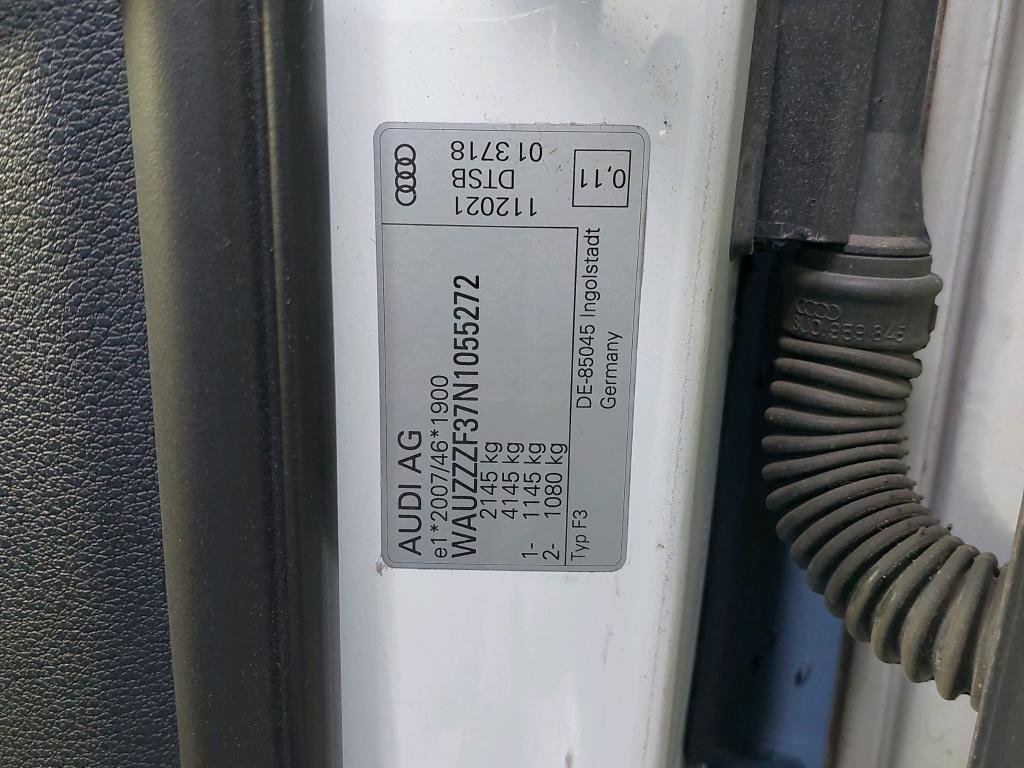 AUDI AG
e1*2007/46*1900
WAUZZZF37N1055272
2145 kg
4145 kg
1- 1145 kg
2- 1080 kg
Typ F3
DE-85045 Ingolstadt
Germany
112021
DTSB
013718
0,11
8U0.959 845